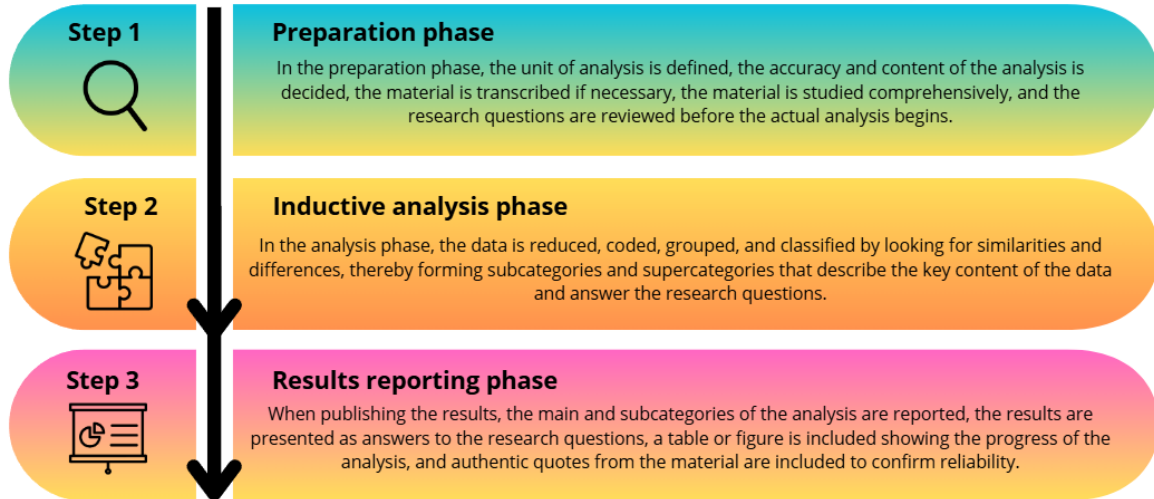 Step 1
Preparation phase
In the preparation phase, the unit of analysis is defined, the accuracy and content of the analysis is
decided, the material is transcribed if necessary, the material is studied comprehensively, and the
research questions are reviewed before the actual analysis begins.
Step 2
Inductive analysis phase
In the analysis phase, the data is reduced, coded, grouped, and classified by looking for similarities and
differences, thereby forming subcategories and supercategories that describe the key content of the data
and answer the research questions.
Step 3
Results reporting phase
When publishing the results, the main and subcategories of the analysis are reported, the results are
presented as answers to the research questions, a table or figure is included showing the progress of the
analysis, and authentic quotes from the material are included to confirm reliability.